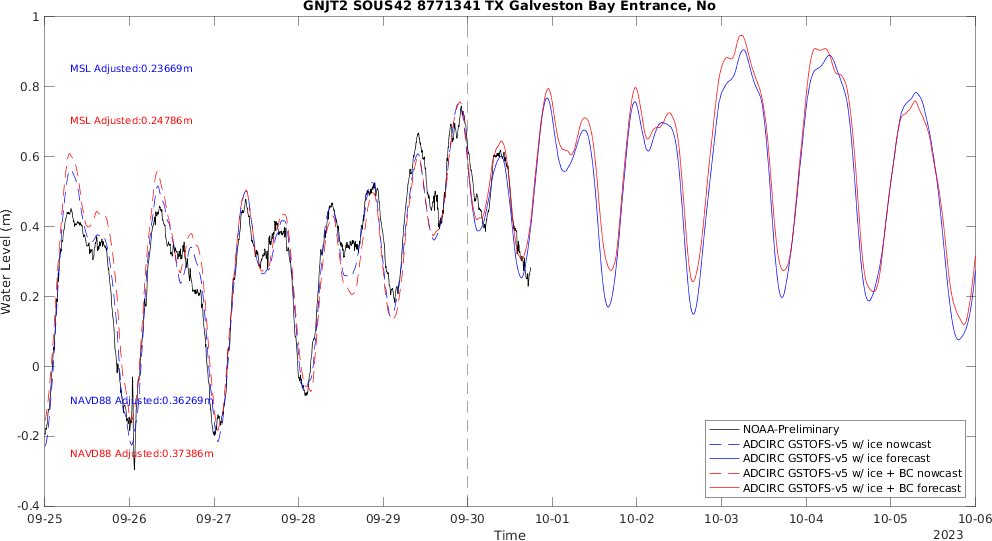 GNJT2 SOUS42 8771341 TX Galveston Bay Entrance, No
1
0.8
0.6
0.4
0.2
0
-0.2
-0.4
Water Level (m)
MSL Adjusted:0.23669m
MSL Adjusted:0.24786m
NAVD88 Adjusted:0.36269m
NAVD88 Adjusted:0.37386m
NOAA-Preliminary
ADCIRC GSTOFS-v5 w/ ice nowcast
ADCIRC GSTOFS-v5 w/ ice forecast
ADCIRC GSTOFS-v5 w/ ice + BC nowcast
ADCIRC GSTOFS-v5 w/ ice + BC forecast
09-25 09-26 09-27 09-28 09-29 09-30 10-01 10-02 10-03 10-04 10-05 10-06
Time
2023